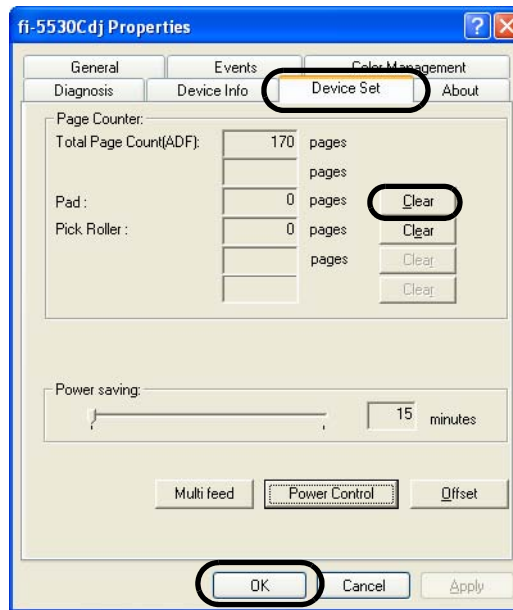 fi-5530Cdj Properties
General Events Color Management
Diagnosis Device Info Device Set About
Page Counter:
Total Page Count(ADF): 170 pages
pages
Pad : 0 pages Clear
Pick Roller : 0 pages Clear
pages Clear
Clear
Power saving:
15 minutes
Multi feed Power Control Offset
OK Cancel Apply